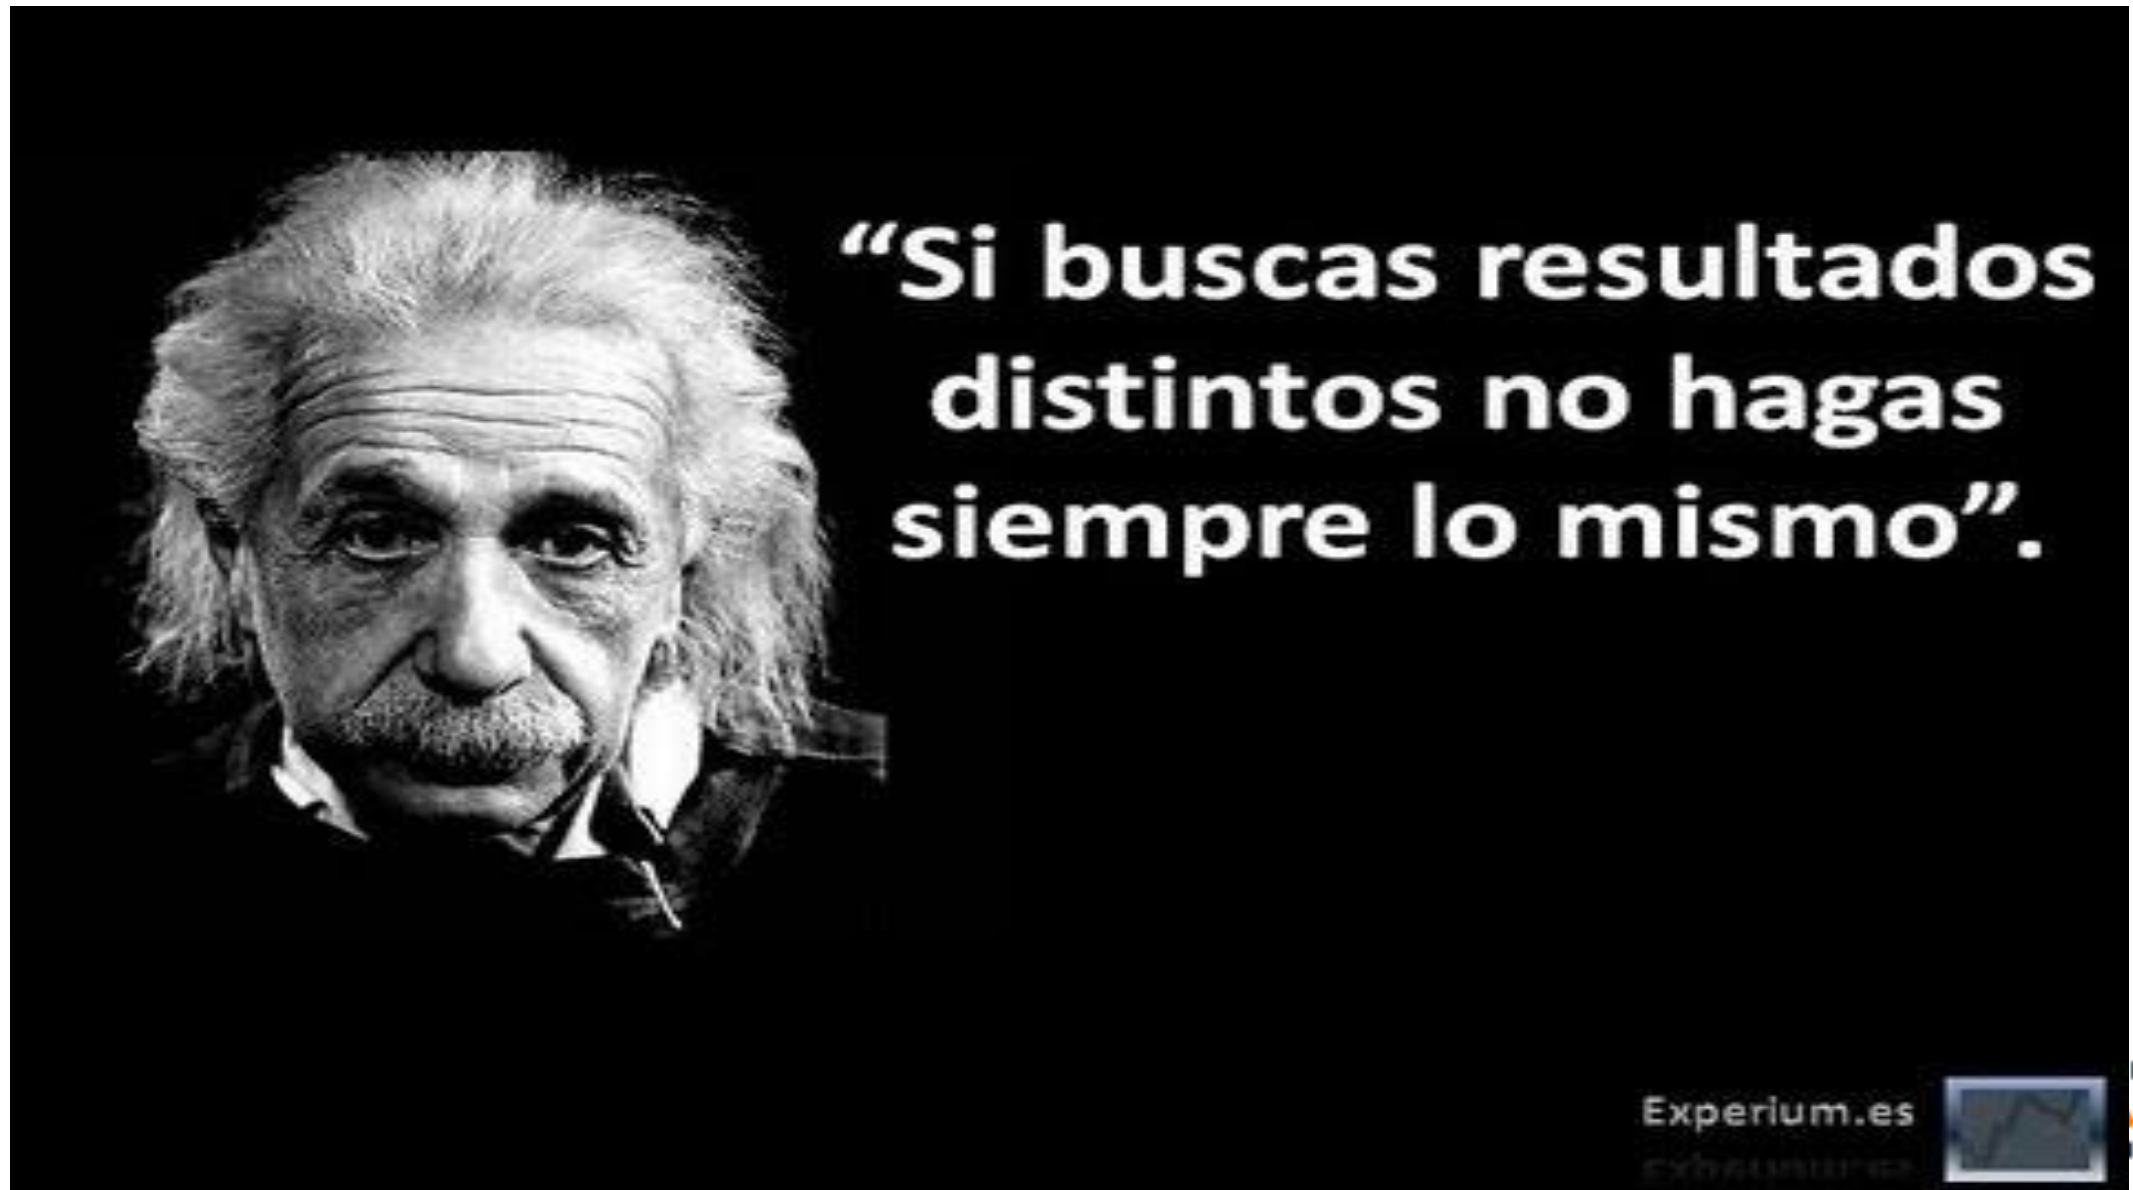 “Si buscas resultados
distintos no hagas
siempre lo mismo”.
Experium.es